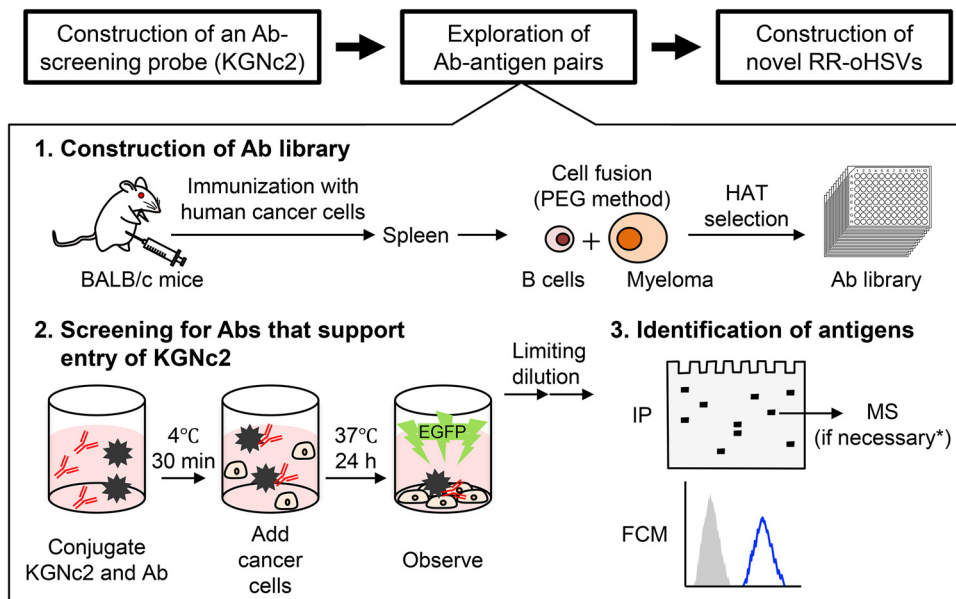 Construction of an Ab-
screening probe (KGNc2)
Exploration of
Ab-antigen pairs
Construction of
novel RR-oHSVs
1. Construction of Ab library
Immunization with
human cancer cells
BALB/c mice
Spleen
Cell fusion
(PEG method)
B cells
+
Myeloma
HAT
selection
Ab library
2. Screening for Abs that support
entry of KGNc2
4℃
30 min
37℃
24 h
EGFP
Conjugate
KGNc2 and Ab
Add
cancer
cells
Observe
Limiting
dilution
3. Identification of antigens
IP
MS
(if necessary*)
FCM